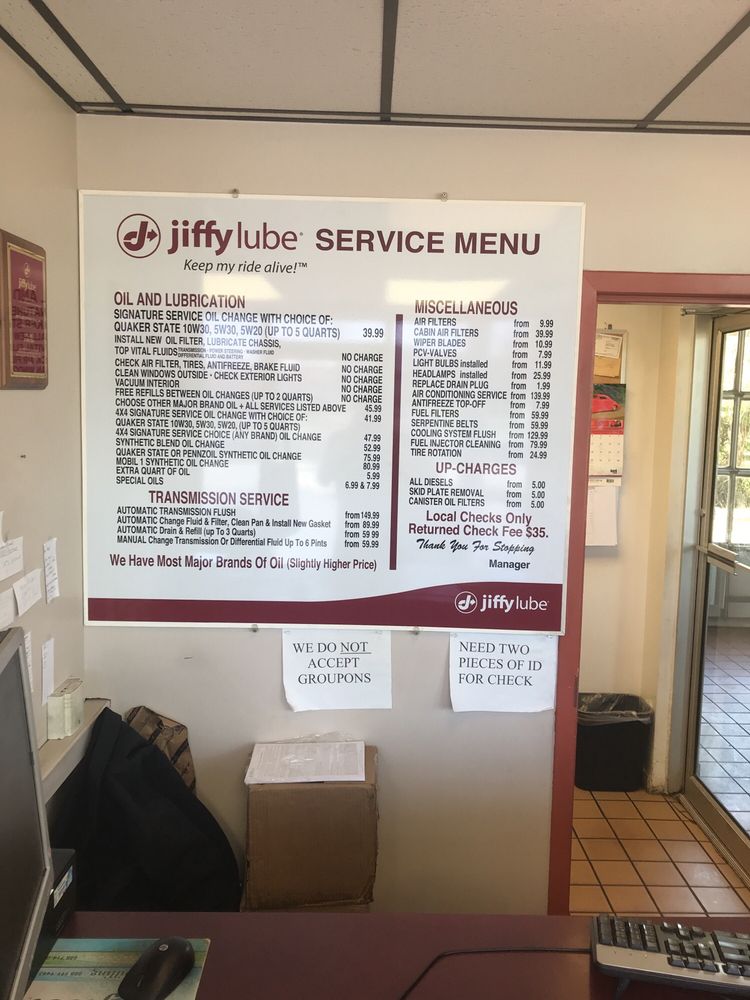 jiffylube SERVICE MENU
Keep my ride alive!™
OIL AND LUBRICATION
SIGNATURE SERVICE OIL CHANGE WITH CHOICE OF:
QUAKER STATE 10W30, 5W30, 5W20 (UP TO 5 QUARTS) 39.99
INSTALL NEW OIL FILTER, LUBRICATE CHASSIS,
TOP VITAL FLUIDS TRANSMISSION - POWER STEERING - WASHER FLUID DIFFERENTIAL FLUID AND BATTERY NO CHARGE
CHECK AIR FILTER, TIRES, ANTIFREEZE, BRAKE FLUID NO CHARGE
CLEAN WINDOWS OUTSIDE - CHECK EXTERIOR LIGHTS NO CHARGE
VACUUM INTERIOR NO CHARGE
FREE REFILLS BETWEEN OIL CHANGES (UP TO 2 QUARTS) NO CHARGE
CHOOSE OTHER MAJOR BRAND OIL + ALL SERVICES LISTED ABOVE 45.99
4X4 SIGNATURE SERVICE OIL CHANGE WITH CHOICE OF: 41.99
QUAKER STATE 10W30, 5W30, 5W20, (UP TO 5 QUARTS)
4X4 SIGNATURE SERVICE CHOICE (ANY BRAND) OIL CHANGE 47.99
SYNTHETIC BLEND OIL CHANGE 52.99
QUAKER STATE OR PENNZOIL SYNTHETIC OIL CHANGE 75.99
MOBIL 1 SYNTHETIC OIL CHANGE 80.99
EXTRA QUART OF OIL 5.99
SPECIAL OILS 6.99 & 7.99
TRANSMISSION SERVICE
AUTOMATIC TRANSMISSION FLUSH from 149.99
AUTOMATIC Change Fluid & Filter, Clean Pan & Install New Gasket from 89.99
AUTOMATIC Drain & Refill (up To 3 Quarts) from 59 99
MANUAL Change Transmission Or Differential Fluid Up To 6 Pints from 59.99
We Have Most Major Brands Of Oil (Slightly Higher Price)
MISCELLANEOUS
AIR FILTERS from 9.99
CABIN AIR FILTERS from 39.99
WIPER BLADES from 10.99
PCV-VALVES from 7.99
LIGHT BULBS installed from 11.99
HEADLAMPS installed from 25.99
REPLACE DRAIN PLUG from 1.99
AIR CONDITIONING SERVICE from 139.99
ANTIFREEZE TOP-OFF from 7.99
FUEL FILTERS from 59.99
SERPENTINE BELTS from 59.99
COOLING SYSTEM FLUSH from 129.99
FUEL INJECTOR CLEANING from 79.99
TIRE ROTATION from 24.99
UP-CHARGES
ALL DIESELS from 5.00
SKID PLATE REMOVAL from 5.00
CANISTER OIL FILTERS from 5.00
Local Checks Only
Returned Check Fee $35.
Thank You For Stopping
Manager
jiffylube
WE DO NOT
ACCEPT
GROUPONS
NEED TWO
PIECES OF ID
FOR CHECK